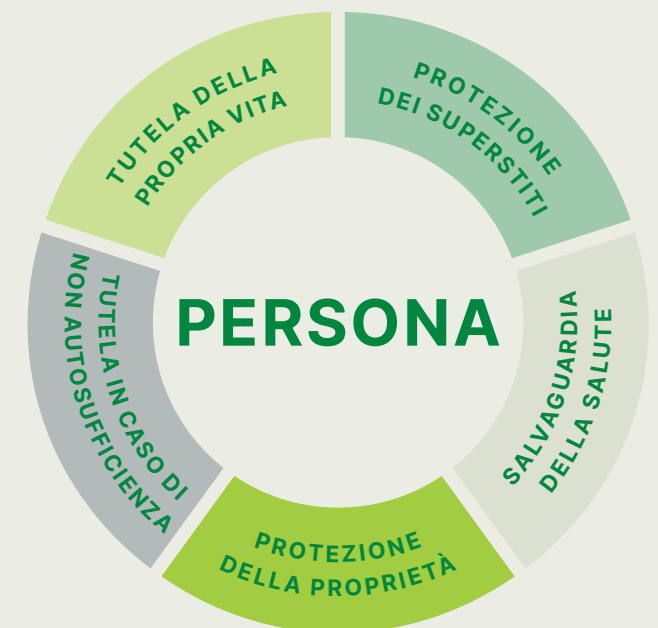 TUTELA DELLA
PROPRIA VITA
PROTEZIONE
DEI SUPERSTITI
PERSONA
TUTELA IN CASO DI
NON AUTOSUFFICIENZA
SALVAGUARDIA
DELLA SALUTE
PROTEZIONE
DELLA PROPRIETÀ